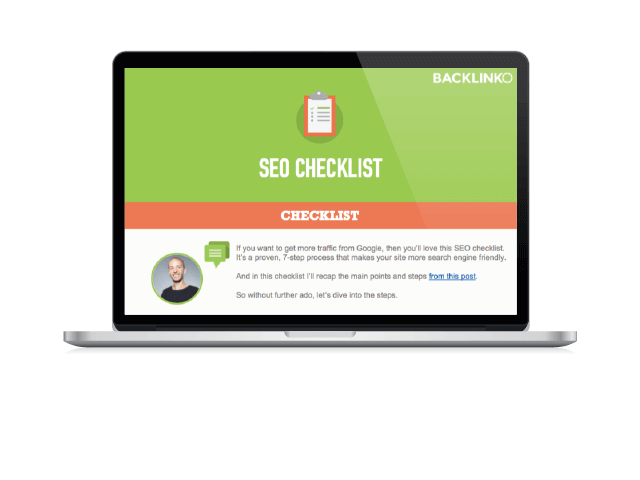 BACKLINKO
SEO CHECKLIST
CHECKLIST
If you want to get more traffic from Google, then you'll love this SEO checklist.
It's a proven, 7-step process that makes your site more search engine friendly.
And in this checklist I'll recap the main points and steps from this post.
So without further ado, let's dive into the steps.